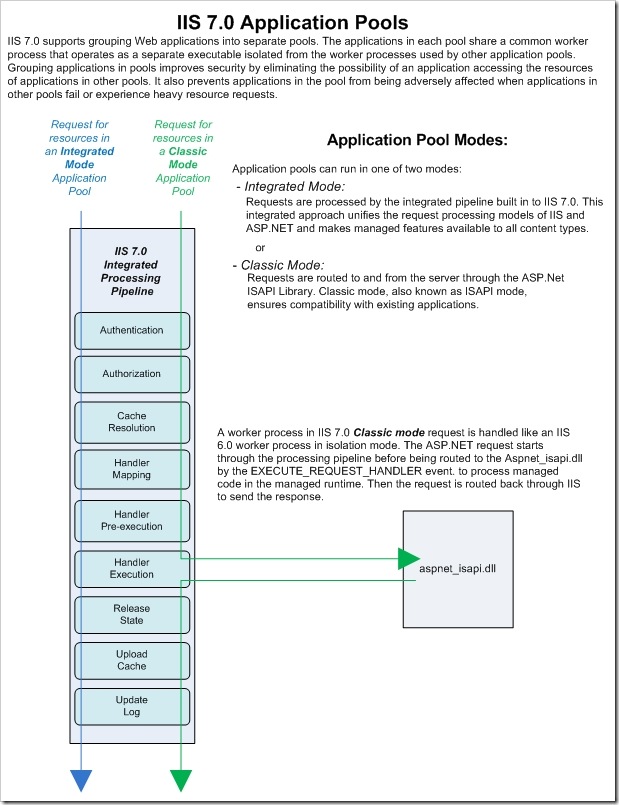 IIS 7.0 Application Pools
IIS 7.0 supports grouping Web applications into separate pools. The applications in each pool share a common worker
process that operates as a separate executable isolated from the worker processes used by other application pools.
Grouping applications in pools improves security by eliminating the possibility of an application accessing the resources
of applications in other pools. It also prevents applications in the pool from being adversely affected when applications in
other pools fail or experience heavy resource requests.
Request for
resources in
an Integrated
Mode
Application
Pool
Request for
resources in
a Classic
Mode
Application
Pool
Application Pool Modes:
Application pools can run in one of two modes:
- Integrated Mode:
Requests are processed by the integrated pipeline built in to IIS 7.0. This
integrated approach unifies the request processing models of IIS and
ASP.NET and makes managed features available to all content types.
or
- Classic Mode:
Requests are routed to and from the server through the ASP.Net
ISAPI Library. Classic mode, also known as ISAPI mode,
ensures compatibility with existing applications.
IIS 7.0
Integrated
Processing
Pipeline
Authentication
Authorization
Cache
Resolution
Handler
Mapping
Handler
Pre-execution
Handler
Execution
Release
State
Upload
Cache
Update
Log
A worker process in IIS 7.0 Classic mode request is handled like an IIS
6.0 worker process in isolation mode. The ASP.NET request starts
through the processing pipeline before being routed to the Aspnet_isapi.dll
by the EXECUTE_REQUEST_HANDLER event. to process managed
code in the managed runtime. Then the request is routed back through IIS
to send the response.
aspnet_isapi.dll